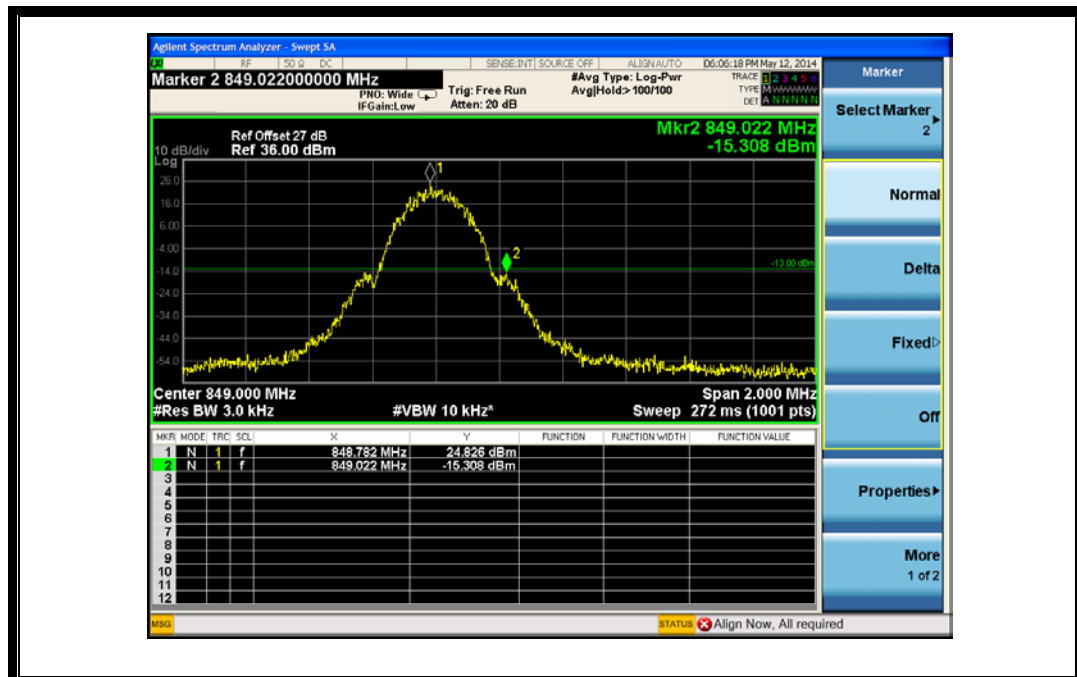 Agilent Spectrum Analyzer - Swept SA
RF 50 Ω DC SENSE:INT SOURCE OFF ALIGN AUTO 06:06:18 PM May 12, 2014
Marker 2 849.022000000 MHz
PNO: Wide
IFGain:Low
Trig: Free Run
Atten: 20 dB
#Avg Type: Log-Pwr
Avg|Hold:> 100/100
TRACE 1 2 3 4 5 6
TYPE M
DET A N N N N N
Ref Offset 27 dB
Ref 36.00 dBm
10 dB/div
Log
Mkr2 849.022 MHz
-15.308 dBm
26.0
16.0
6.00
-4.00
-14.0
-24.0
-34.0
-44.0
-54.0
1
2
-13.00 dBm
Center 849.000 MHz
Span 2.000 MHz
#Res BW 3.0 kHz
#VBW 10 kHz*
Sweep 272 ms (1001 pts)
MKR MODE TRC SCL X Y FUNCTION FUNCTION WIDTH FUNCTION VALUE
1 N 1 f 848.782 MHz 24.826 dBm
2 N 1 f 849.022 MHz -15.308 dBm
3
4
5
6
7
8
9
10
11
12
MSG
STATUS Align Now, All required
Marker
Select Marker
2
Normal
Delta
Fixed
Off
Properties
More
1 of 2